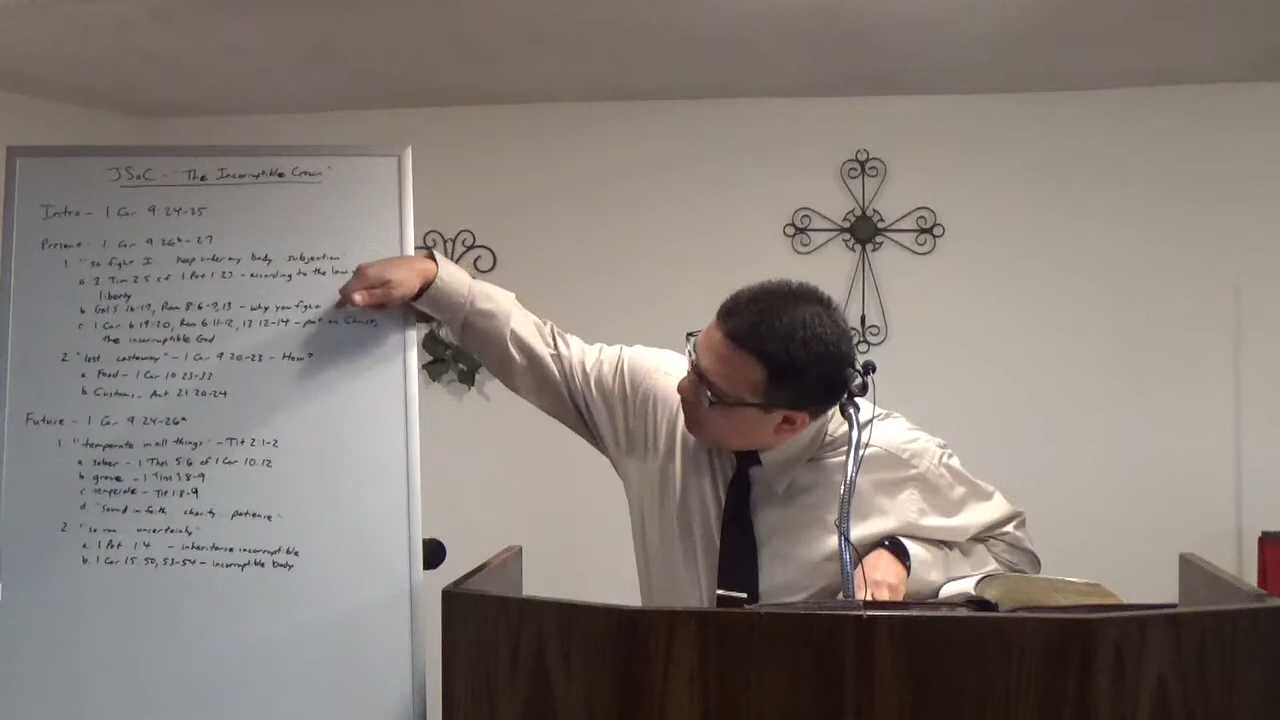 JSoC - "The Incorruptible Crown"
Intro - 1 Cor 9:24-25
Present - 1 Cor 9:26b-27
1 "so fight I keep under my body subjection"
a 2 Tim 2:5 cf 1 Pet 1:23 - according to the law
liberty
b Gal 5:16-17, Rom 8:6-7,13 - why you fight
c 1 Cor 6:19-20, Rom 6:11-12, 13:12-14 - put on Christ,
the incorruptible God
2 "lest castaway" - 1 Cor 9:20-23 - How?
a Food - 1 Cor 10:23-33
b Customs - Act 21:20-24
Future - 1 Cor 9:24-26a
1 "temperate in all things" - Tit 2:1-2
a sober - 1 Thes 5:6 cf 1 Cor 10:12
b grave - 1 Tim 3:8-9
c temperate - Tit 1:8-9
d "sound in faith charity patience"
2 "so run uncertainly"
a 1 Pet 1:4 - inheritance incorruptible
b 1 Cor 15:50, 53-54 - incorruptible body